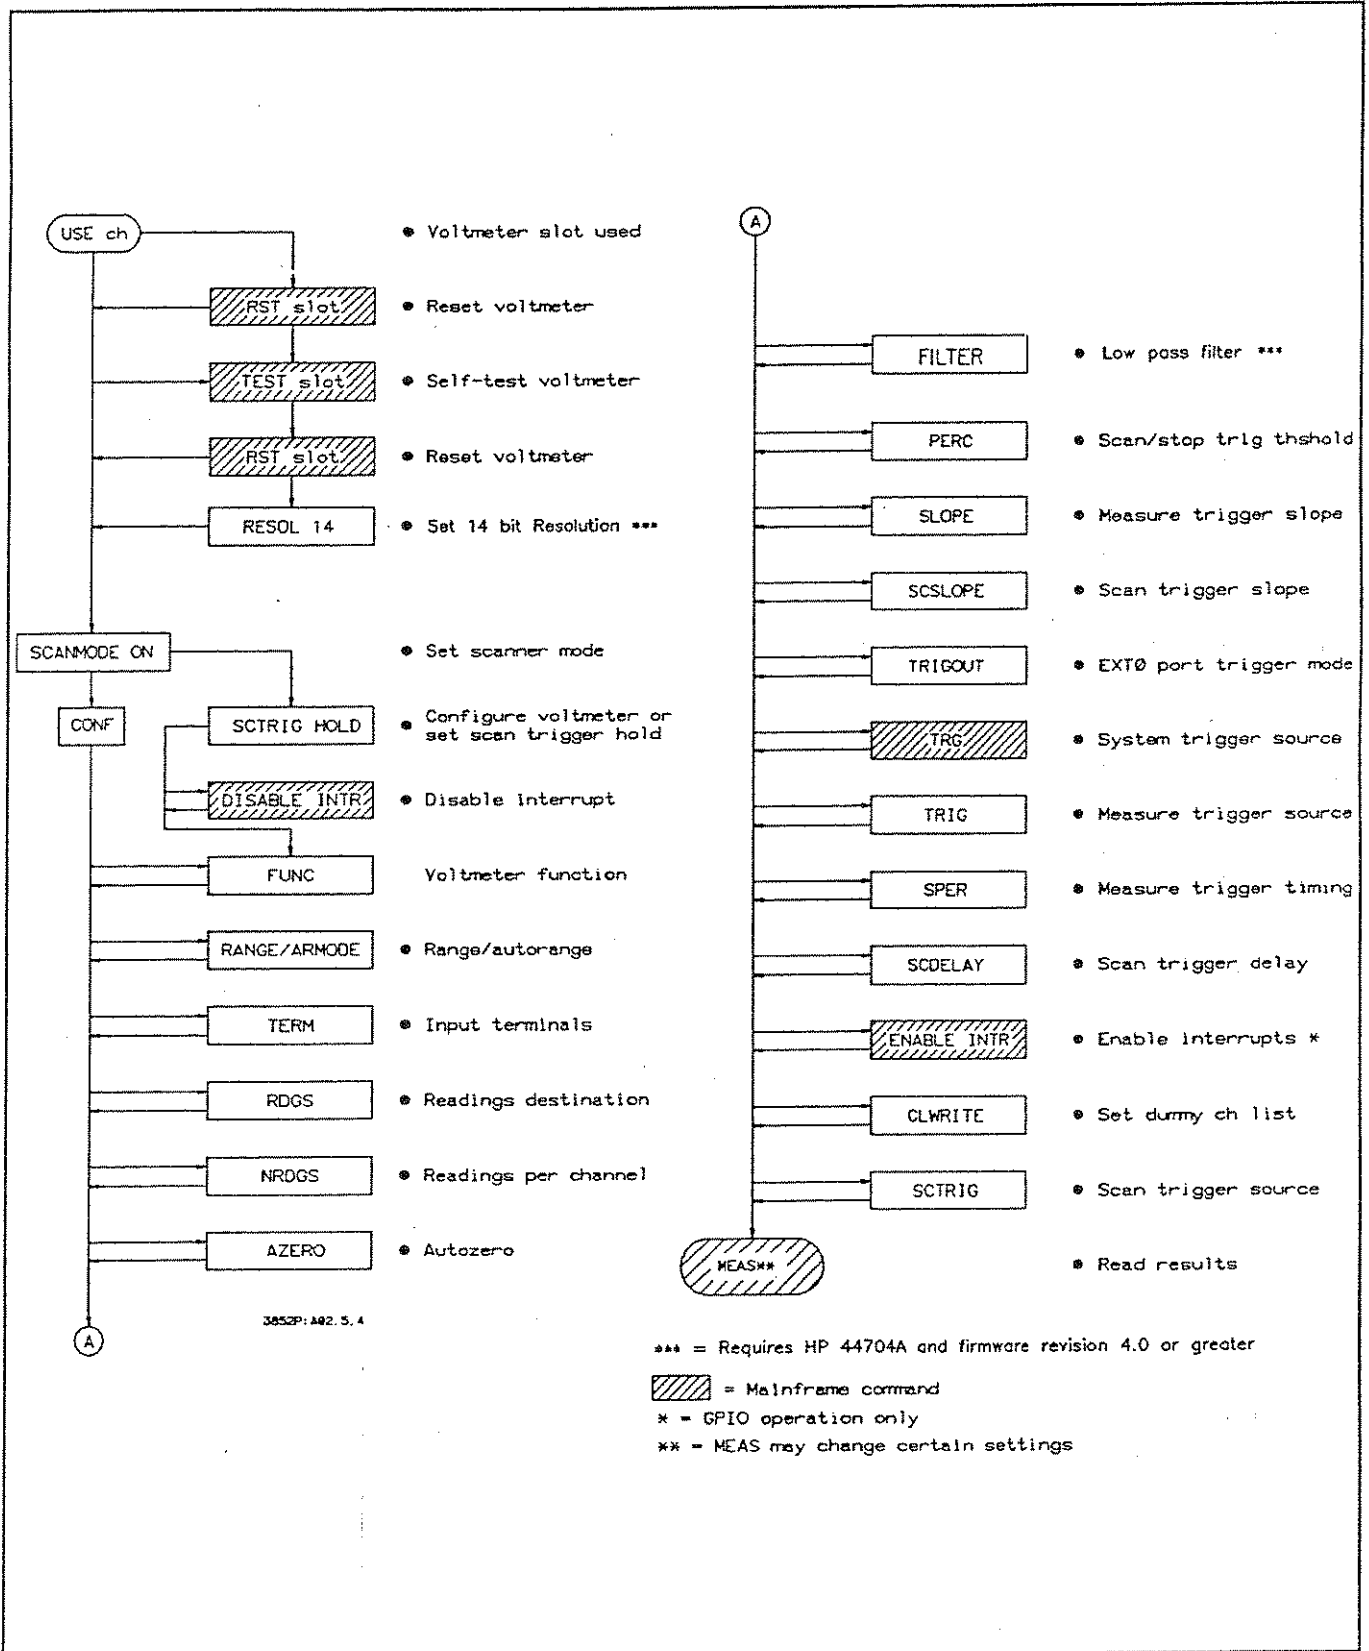 USE ch
• Voltmeter slot used
RST slot
• Reset voltmeter
TEST slot
• Self-test voltmeter
RST slot
• Reset voltmeter
RESOL 14
• Set 14 bit Resolution ***
SCANMODE ON
• Set scanner mode
CONF
SCTRIG HOLD
• Configure voltmeter or
set scan trigger hold
DISABLE INTR
• Disable Interrupt
FUNC
Voltmeter function
RANGE/ARMODE
• Range/autorange
TERM
• Input terminals
RDGS
• Readings destination
NRDGS
• Readings per channel
AZERO
• Autozero
3852P:A02.5.4
A
A
FILTER
• Low pass filter ***
PERC
• Scan/stop trig thshold
SLOPE
• Measure trigger slope
SCSLOPE
• Scan trigger slope
TRIGOUT
• EXT0 port trigger mode
TRG
• System trigger source
TRIG
• Measure trigger source
SPER
• Measure trigger timing
SCDELAY
• Scan trigger delay
ENABLE INTR
• Enable interrupts *
CLWRITE
• Set dummy ch list
SCTRIG
• Scan trigger source
MEAS**
• Read results
*** = Requires HP 44704A and firmware revision 4.0 or greater
= Mainframe command
* = GPIO operation only
** = MEAS may change certain settings